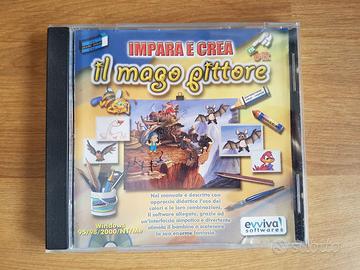 IMPARA E CREA
il mago pittore
Nel manuale è descritto con
approccio didattico l'uso dei
colori e le loro combinazioni.
Il software allegato, grazie ad
un'interfaccia simpatica e divertente
stimola il bambino a scatenare
la sua enorme fantasia.
Windows
95/98/2000/NT/Me
evviva!
softwares